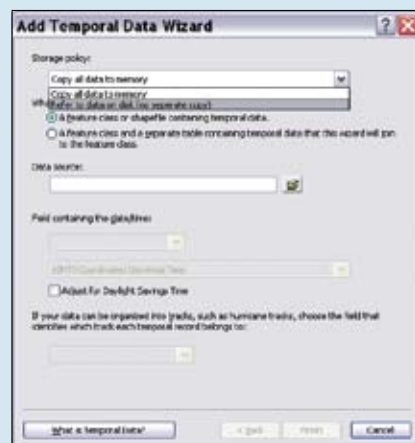 Add Temporal Data Wizard
Storage policy:
Copy all data to memory
Copy all data to memory
Refer to data on disk (no separate copy)
A feature class or shapefile containing temporal data.
A feature class and a separate table containing temporal data that this wizard will join
to the feature class.
Data source:
Field containing the date/time:
Adjust for Daylight Savings Time
If your data can be organized into tracks, such as hurricane tracks, choose the field that
identifies which track each temporal record belongs to:
What is Temporal Data?
< Back
Finish
Cancel